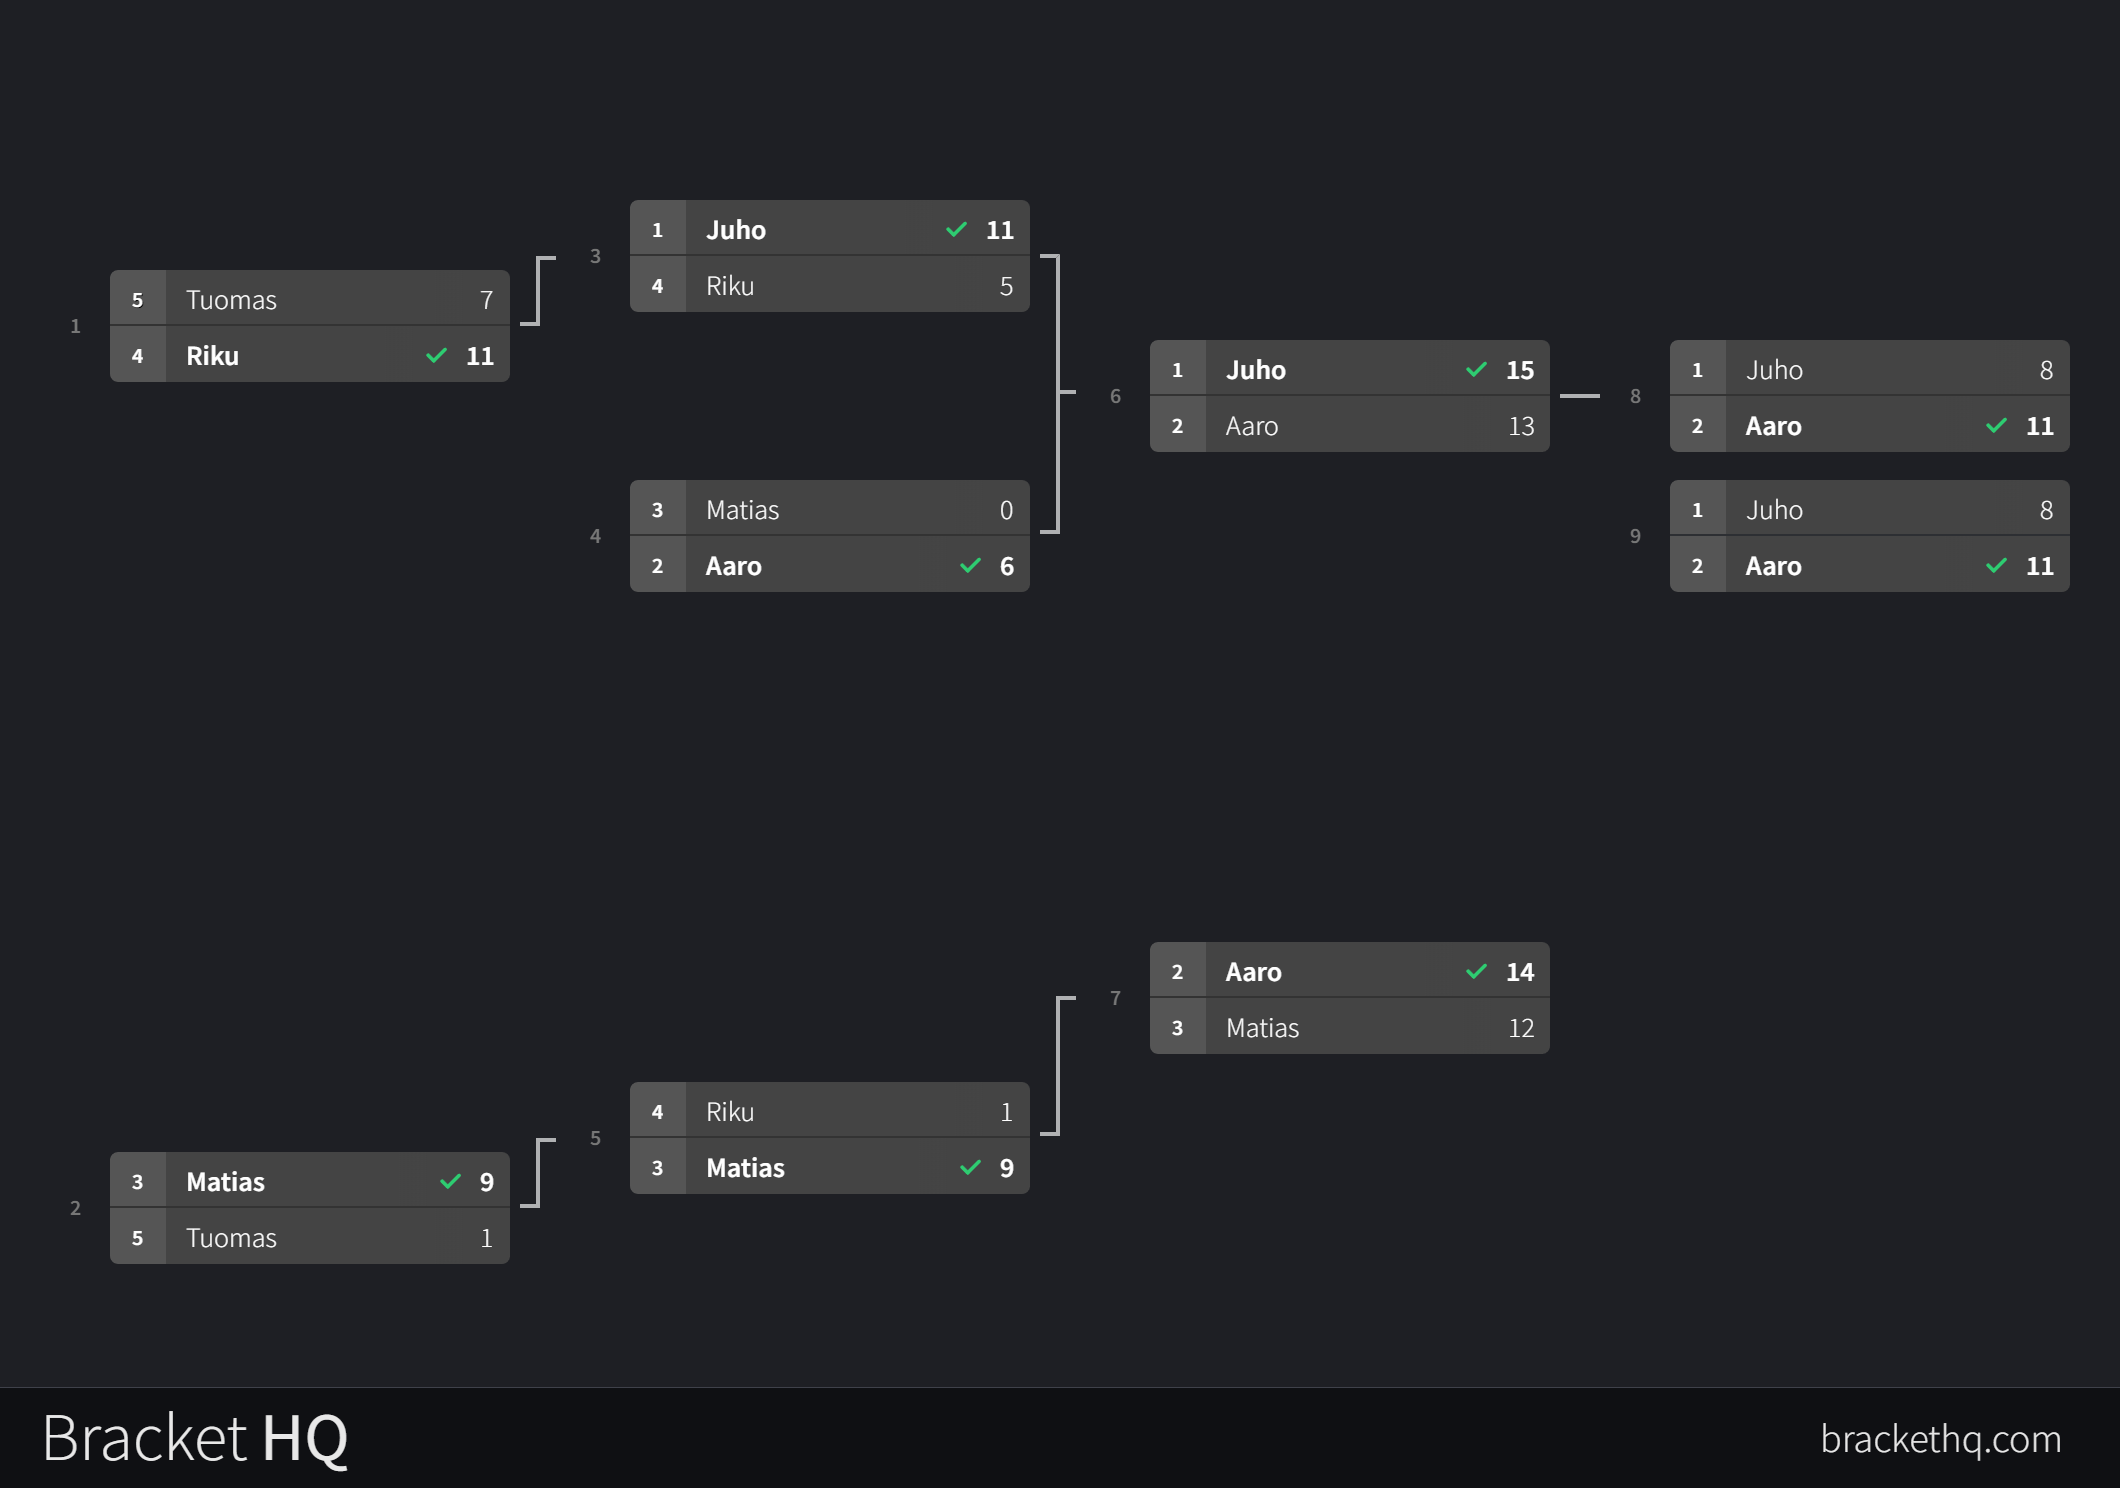 1
5 Tuomas 7
4 Riku 11
3
1 Juho 11
4 Riku 5
4
3 Matias 0
2 Aaro 6
6
1 Juho 15
2 Aaro 13
8
1 Juho 8
2 Aaro 11
9
1 Juho 8
2 Aaro 11
2
3 Matias 9
5 Tuomas 1
5
4 Riku 1
3 Matias 9
7
2 Aaro 14
3 Matias 12
Bracket HQ
brackethq.com